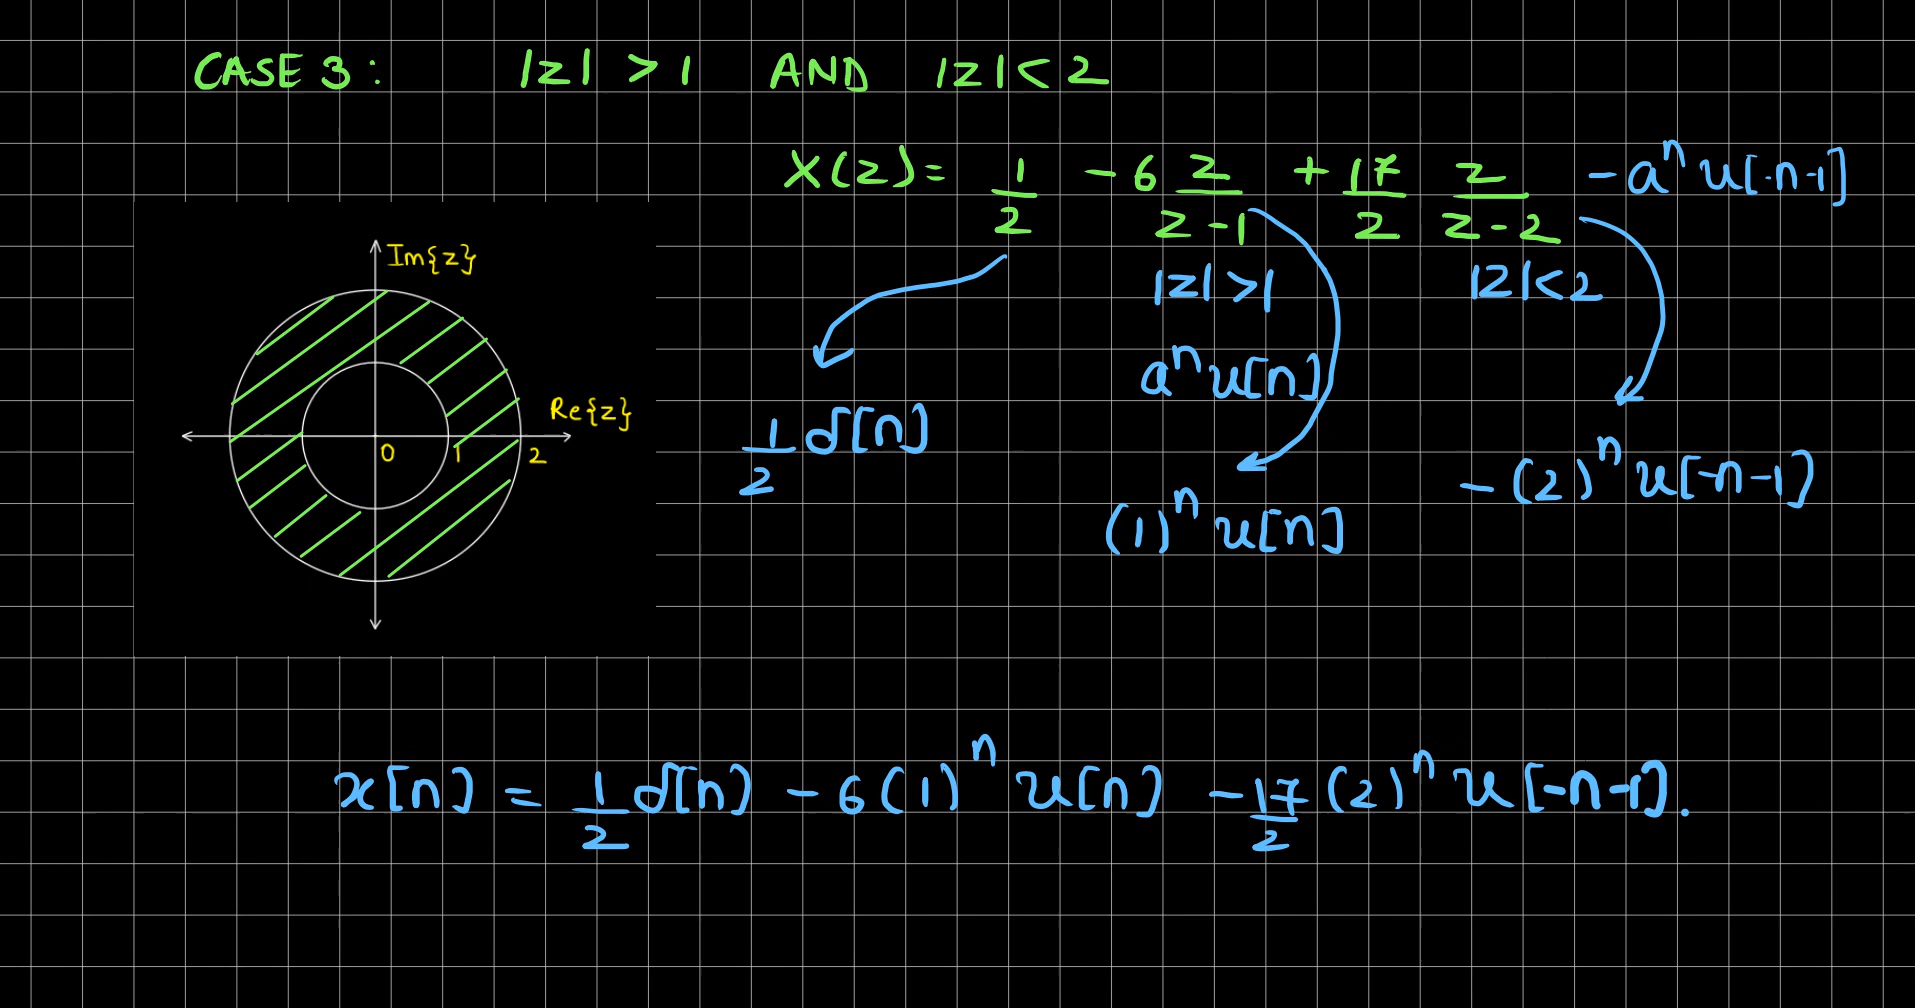 CASE 3: |z| > 1 AND |z| < 2
X(z) = 1/2 - 6 z/(z-1) + 17/2 z/(z-2) -aⁿ u[-n-1]
|z| > 1 |z| < 2
Im{z}
aⁿ u[n]
Re{z}
0 1 2
1/2 δ[n]
-(2)ⁿ u[-n-1]
(1)ⁿ u[n]
x[n] = 1/2 δ[n] - 6(1)ⁿ u[n] - 17/2 (2)ⁿ u[-n-1].